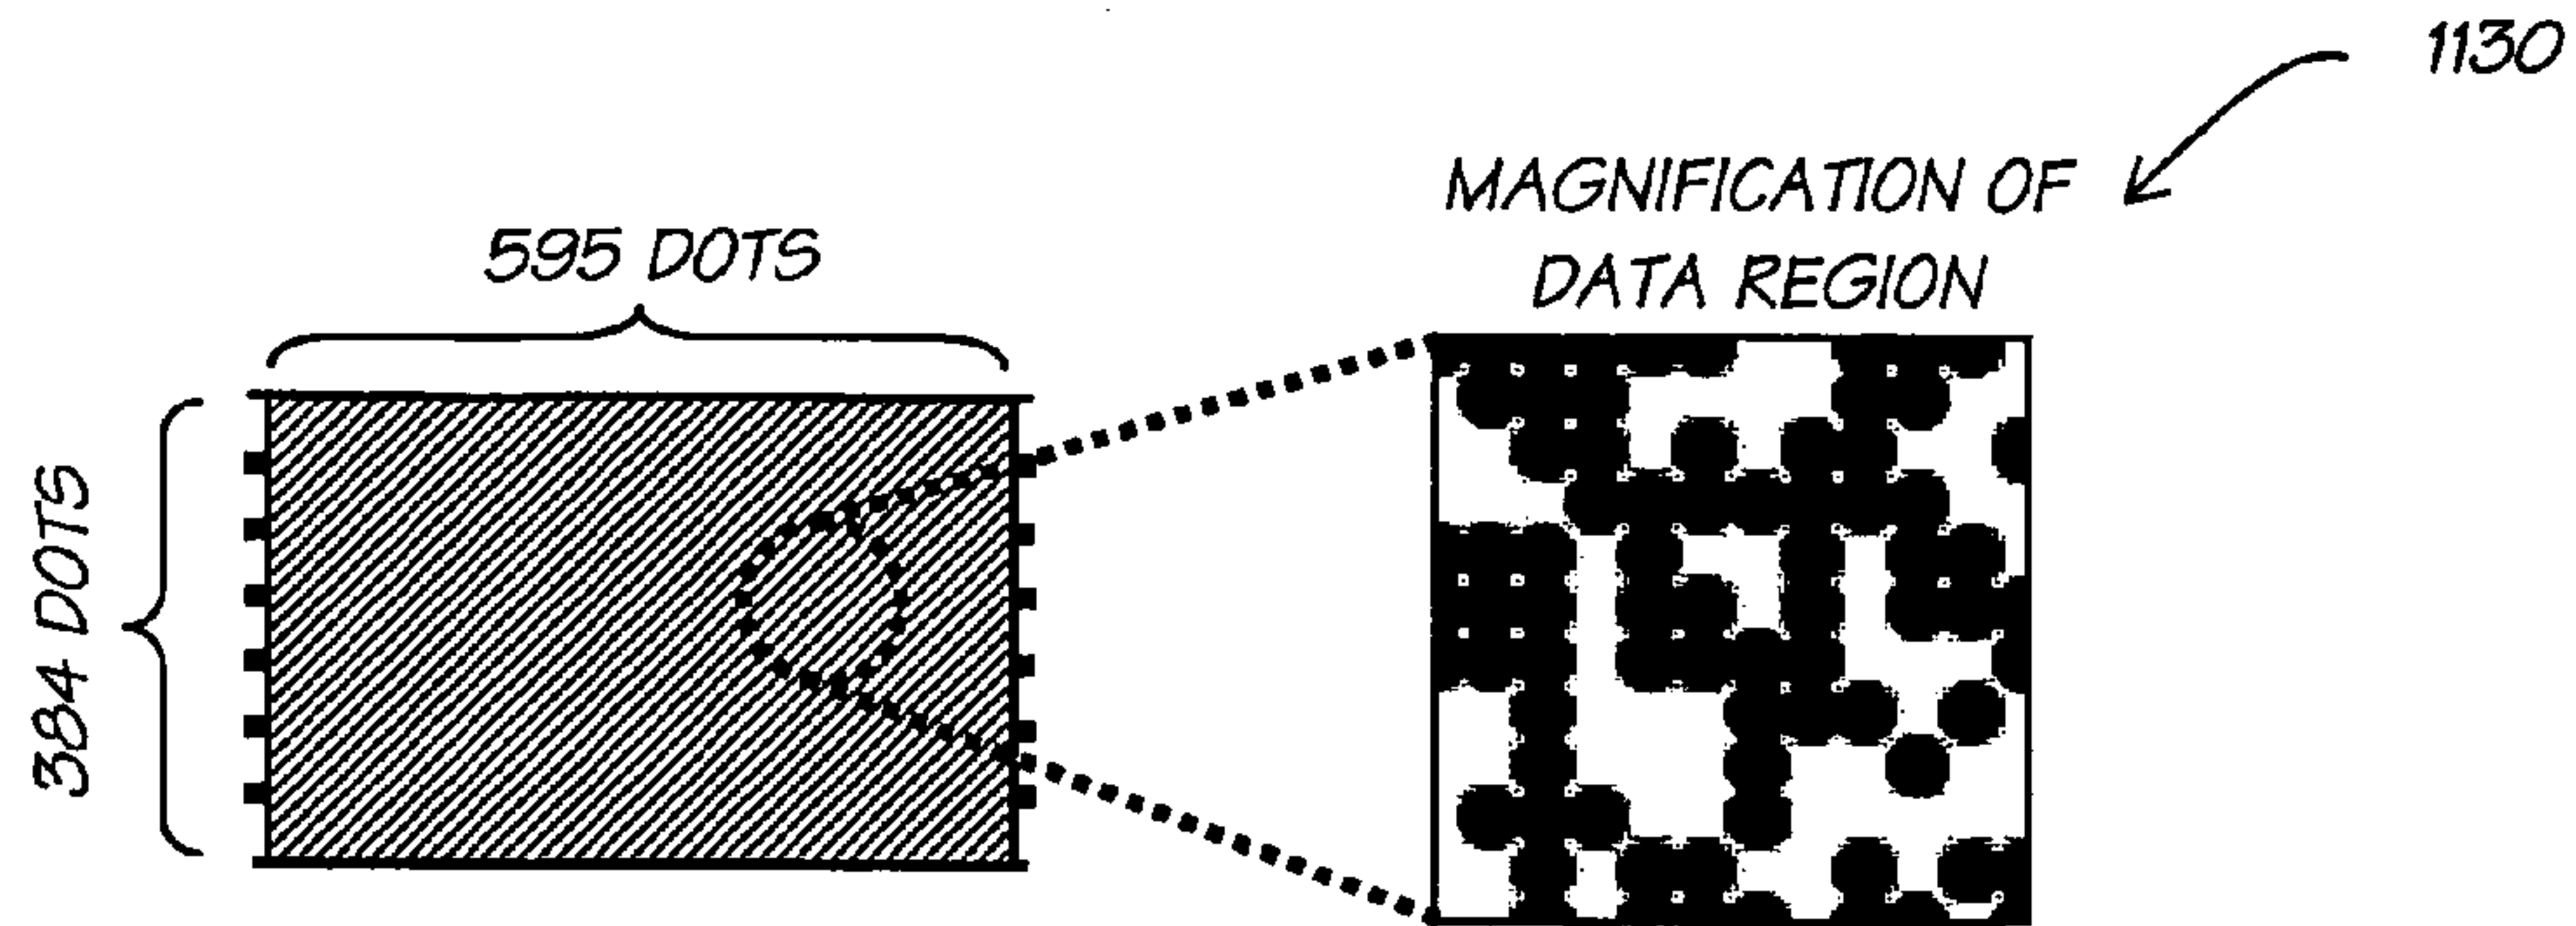 1130
MAGNIFICATION OF
DATA REGION
595 DOTS
384 DOTS